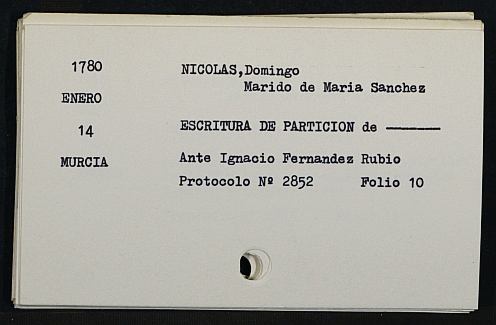 1780
ENERO
14
MURCIA
NICOLAS,Domingo
Marido de Maria Sanchez
ESCRITURA DE PARTICION de ———
Ante Ignacio Fernandez Rubio
Protocolo Nº 2852 Folio 10